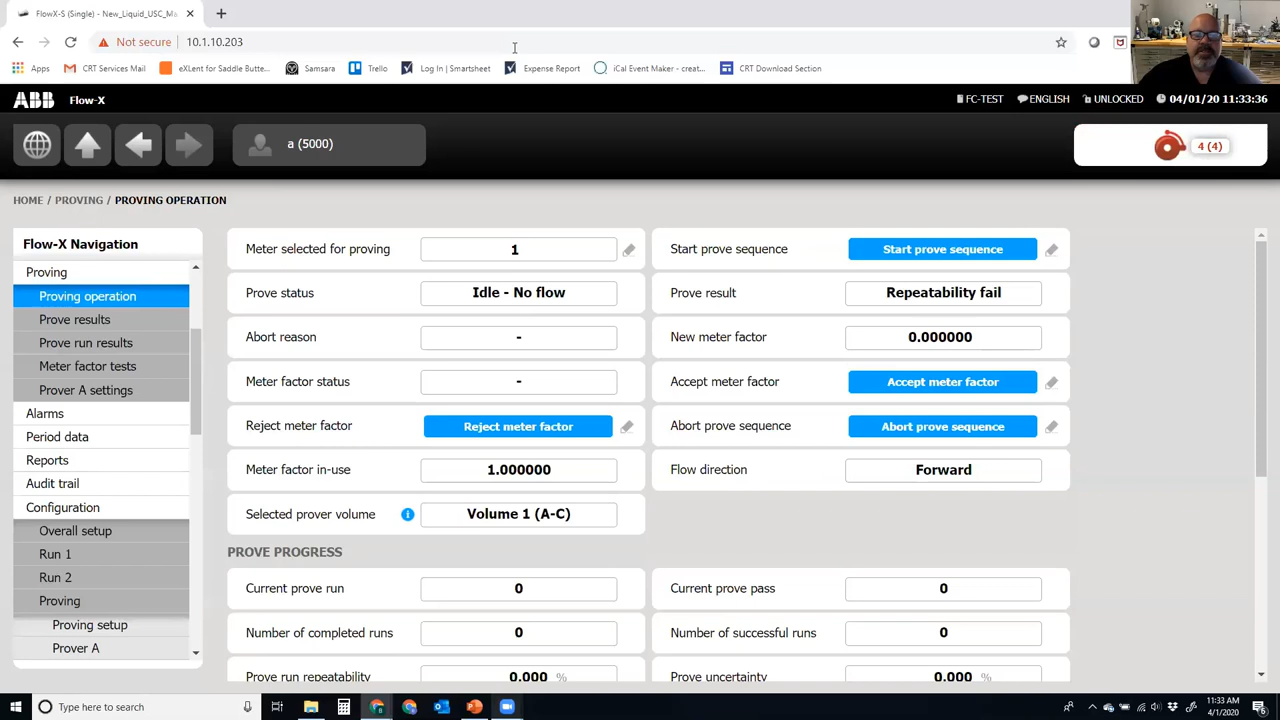 FlowX-S (Single) - New_Liquid_USC_M
Not secure 10.1.10.203
Apps CRT Services Mail eXLent for Saddle Butte... Samsara Trello Log In | Smartsheet Expense Report iCal Event Maker - creat... CRT Download Section
ABB Flow-X FC-TEST ENGLISH UNLOCKED 04/01/20 11:33:36
a (5000) 4 (4)
HOME / PROVING / PROVING OPERATION
Flow-X Navigation
Proving
Proving operation
Prove results
Prove run results
Meter factor tests
Prover A settings
Alarms
Period data
Reports
Audit trail
Configuration
Overall setup
Run 1
Run 2
Proving
Proving setup
Prover A
Meter selected for proving 1 Start prove sequence Start prove sequence
Prove status Idle - No flow Prove result Repeatability fail
Abort reason - New meter factor 0.000000
Meter factor status - Accept meter factor Accept meter factor
Reject meter factor Reject meter factor Abort prove sequence Abort prove sequence
Meter factor in-use 1.000000 Flow direction Forward
Selected prover volume Volume 1 (A-C)
PROVE PROGRESS
Current prove run 0 Current prove pass 0
Number of completed runs 0 Number of successful runs 0
Prove run repeatability 0.000 % Prove uncertainty 0.000 %
Type here to search 11:33 AM
4/1/2020